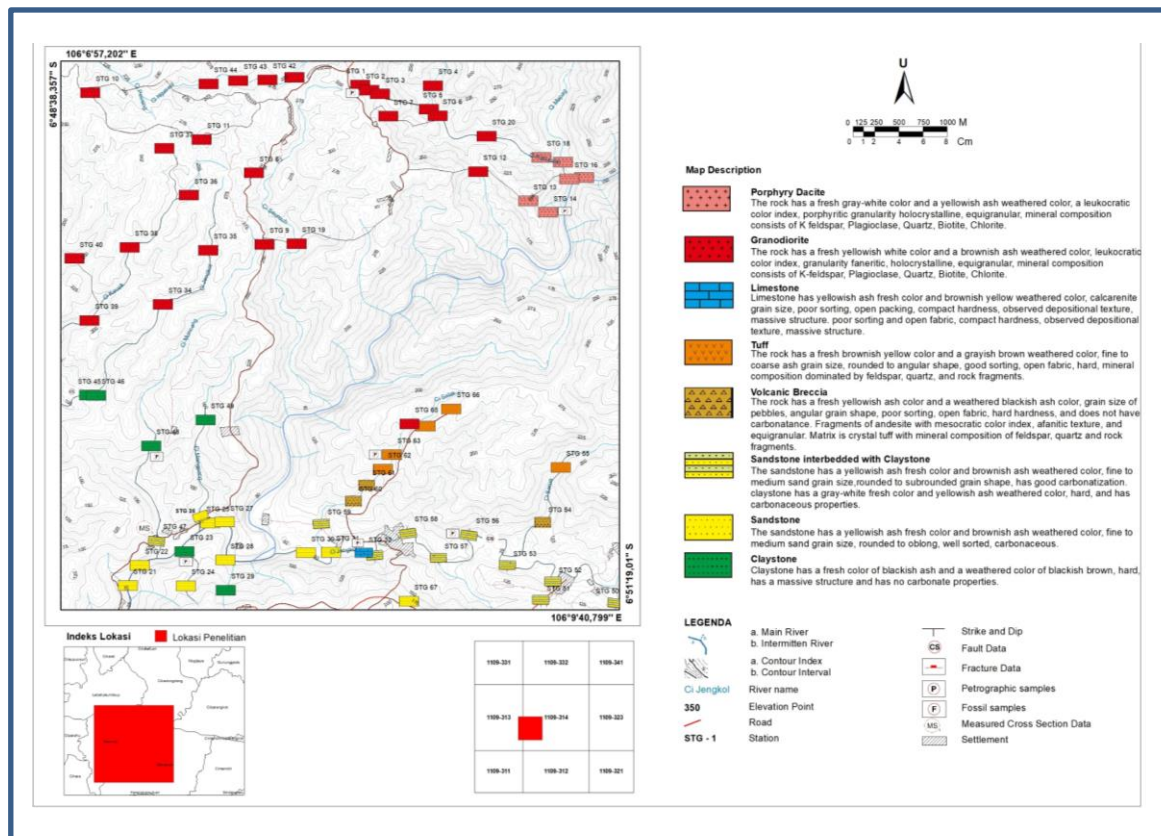 106°6'57,202" E
6°48'38,357" S
STG 10
STG 44
STG 43
STG 42
STG 1
STG 2
STG 3
STG 4
STG 5
STG 6
STG 7
STG 11
STG 20
STG 18
STG 16
STG 12
STG 13
STG 14
STG 8
STG 36
STG 9
STG 19
STG 38
STG 35
STG 40
STG 34
STG 39
STG 45 STG 46
STG 49
STG 48
STG 66
STG 65
STG 63
STG 62
STG 61
STG 60
STG 55
STG 54
STG 59
STG 58
STG 56
STG 57
STG 53
STG 52
STG 51
STG 50
STG 67
STG 27
MS
STG 47
STG 22
STG 23
STG 21
STG 24
STG 28
STG 29
STG 30
6°51'19,01" S
106°9'40,799" E
U
0 125 250 500 750 1000 M
0 1 2 4 6 8 Cm
Map Description
Porphyry Dacite
The rock has a fresh gray-white color and a yellowish ash weathered color, a leukocratic
color index, porphyritic granularity holocrystalline, equigranular, mineral composition
consists of K feldspar, Plagioclase, Quartz, Biotite, Chlorite.
Granodiorite
The rock has a fresh yellowish white color and a brownish ash weathered color, leukocratic
color index, granularity faneritic, holocrystalline, equigranular, mineral composition
consists of K-feldspar, Plagioclase, Quartz, Biotite, Chlorite.
Limestone
Limestone has yellowish ash fresh color and brownish yellow weathered color, calcarenite
grain size, poor sorting, open packing, compact hardness, observed depositional texture,
massive structure. poor sorting and open fabric, compact hardness, observed depositional
texture, massive structure.
Tuff
The rock has a fresh brownish yellow color and a grayish brown weathered color, fine to
coarse ash grain size, rounded to angular shape, good sorting, open fabric, hard, mineral
composition dominated by feldspar, quartz, and rock fragments.
Volcanic Breccia
The rock has a fresh yellowish ash color and a weathered blackish ash color, grain size of
pebbles, angular grain shape, poor sorting, open fabric, hard hardness, and does not have
carbonatance. Fragments of andesite with mesocratic color index, afanitic texture, and
equigranular. Matrix is crystal tuff with mineral composition of feldspar, quartz and rock
fragments.
Sandstone interbedded with Claystone
The sandstone has a yellowish ash fresh color and brownish ash weathered color, fine to
medium sand grain size,rounded to subrounded grain shape, has good carbonatization.
claystone has a gray-white fresh color and yellowish ash weathered color, hard, and has
carbonaceous properties.
Sandstone
The sandstone has a yellowish ash fresh color and brownish ash weathered color, fine to
medium sand grain size, rounded to oblong, well sorted, carbonaceous.
Claystone
Claystone has a fresh color of blackish ash and a weathered color of blackish brown, hard,
has a massive structure and has no carbonate properties.
LEGENDA
a. Main River
b. Intermitten River
a. Contour Index
b. Contour Interval
Ci Jengkol River name
350 Elevation Point
Road
STG - 1 Station
Strike and Dip
CS Fault Data
Fracture Data
P Petrographic samples
F Fossil samples
MS Measured Cross Section Data
Settlement
Indeks Lokasi Lokasi Penelitian
1109-331 1109-332 1109-341
1109-313 1109-314 1109-323
1109-311 1109-312 1109-321